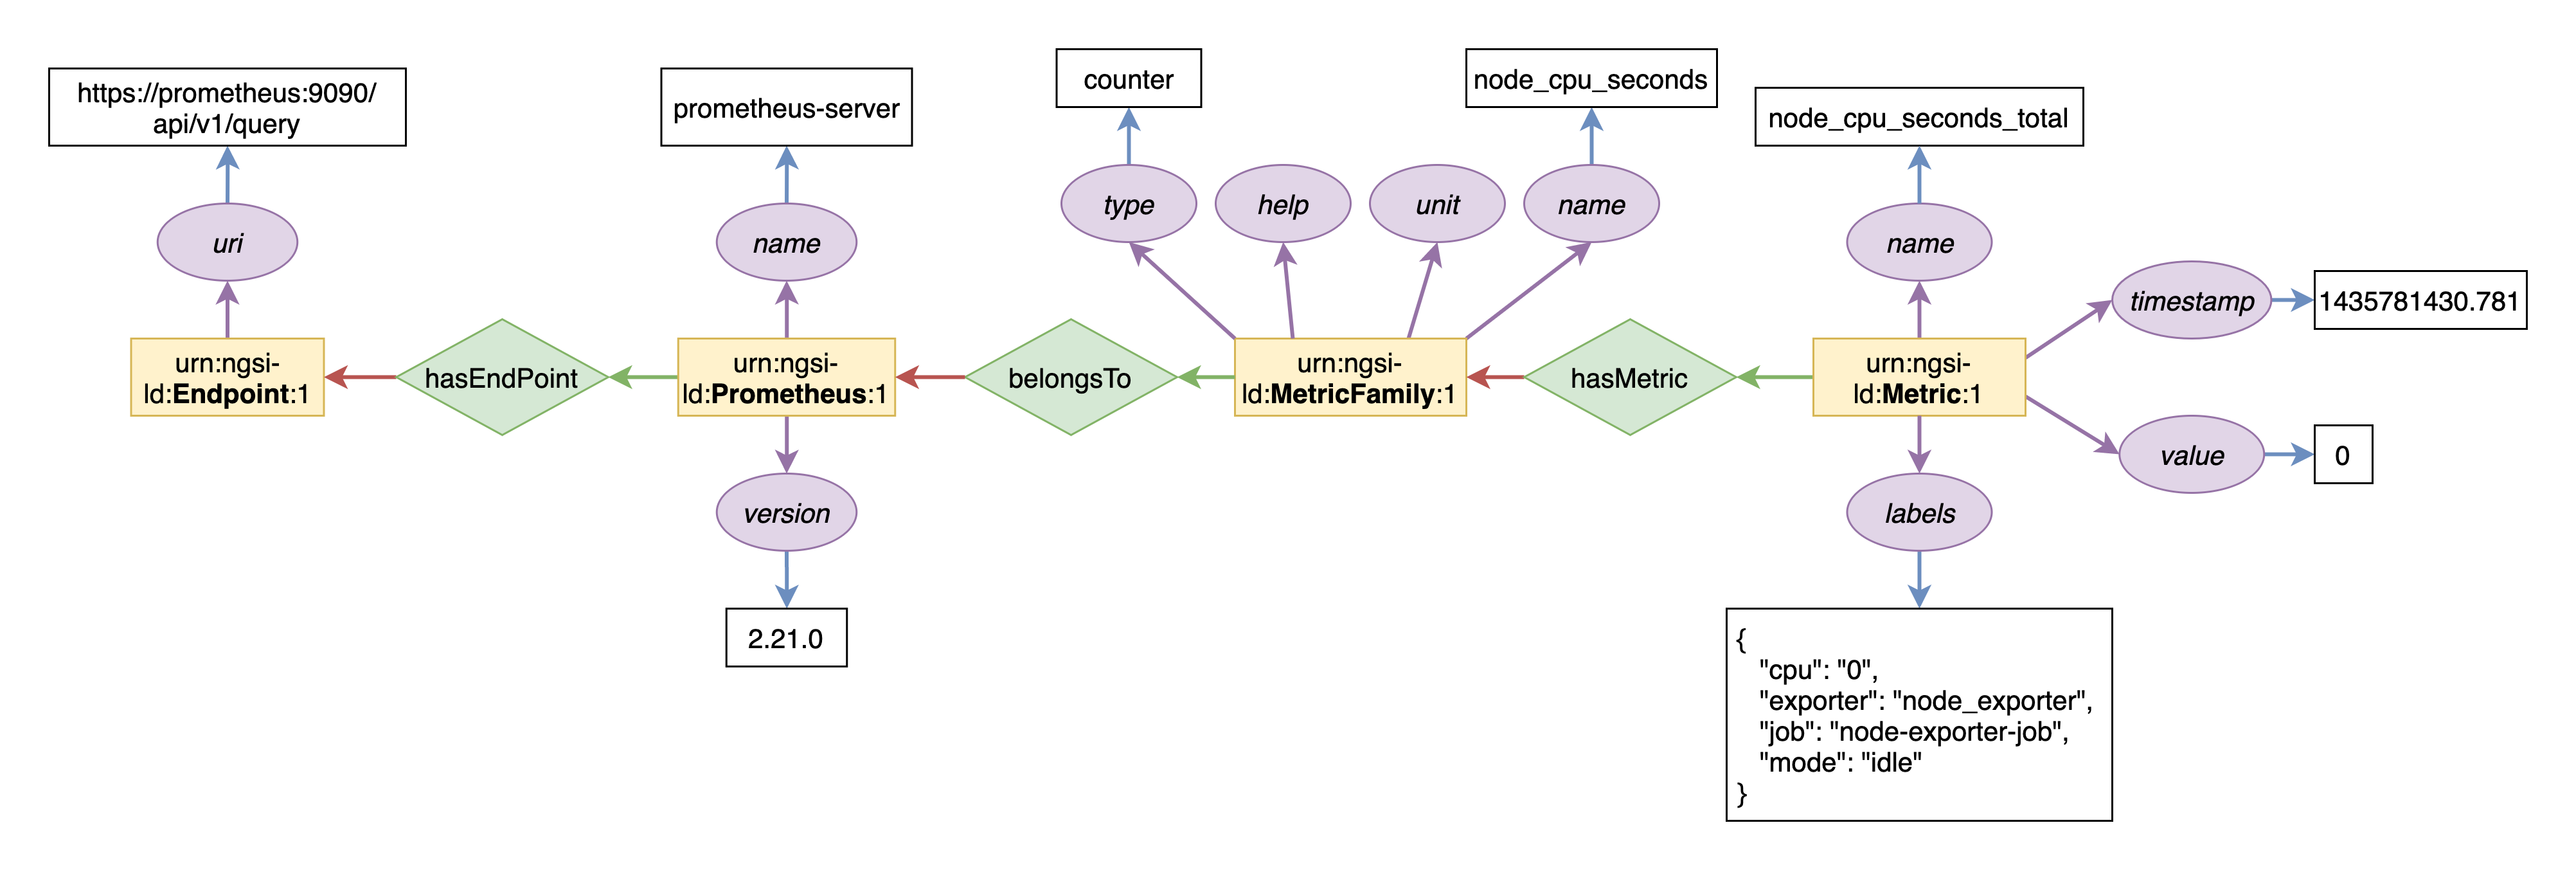 https://prometheus:9090/
api/v1/query
uri
urn:ngsi-
ld:Endpoint:1
hasEndPoint
prometheus-server
name
urn:ngsi-
ld:Prometheus:1
version
2.21.0
belongsTo
counter
type
help
unit
node_cpu_seconds
name
urn:ngsi-
ld:MetricFamily:1
hasMetric
node_cpu_seconds_total
name
urn:ngsi-
ld:Metric:1
timestamp
1435781430.781
value
0
labels
{
"cpu": "0",
"exporter": "node_exporter",
"job": "node-exporter-job",
"mode": "idle"
}